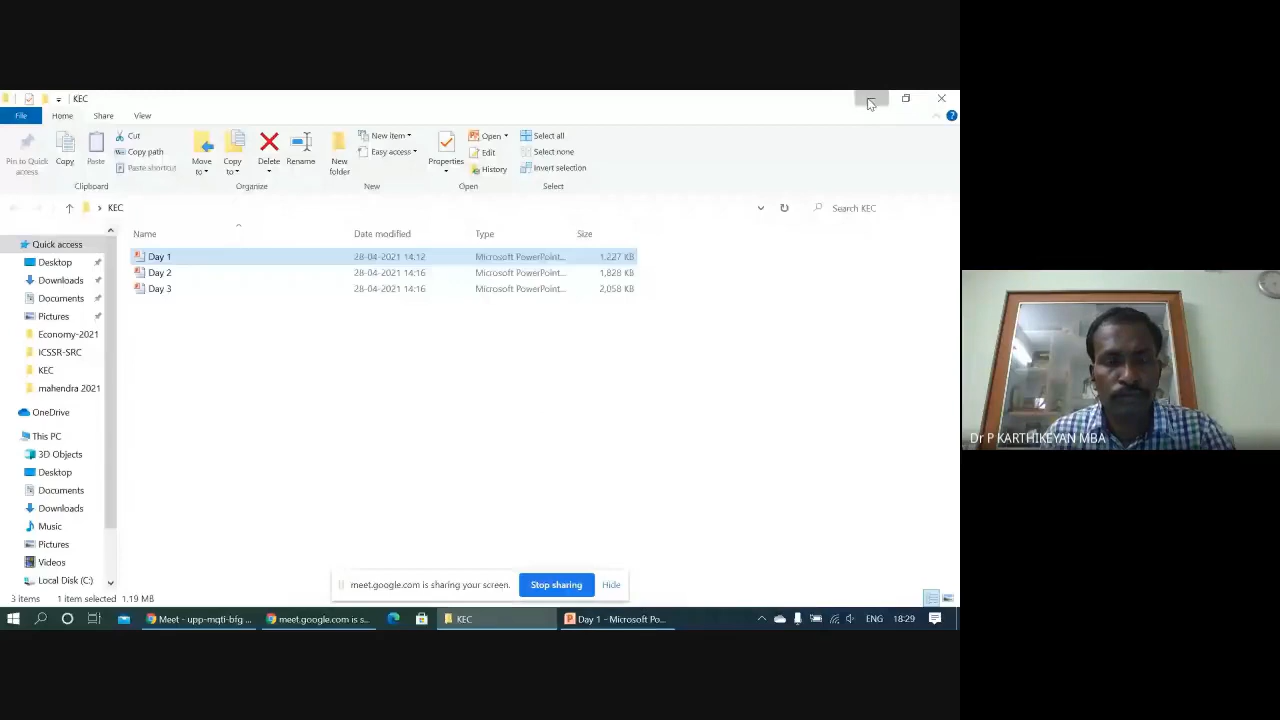 KEC
File Home Share View
Cut
Copy path
Paste shortcut
Pin to Quick access
Copy
Paste
Clipboard
Move to
Copy to
Delete
Rename
Organize
New folder
New item
Easy access
New
Properties
Open
Edit
History
Open
Select all
Select none
Invert selection
Select
KEC
Search KEC
Name Date modified Type Size
Day 1 28-04-2021 14:12 Microsoft PowerPoint... 1,227 KB
Day 2 28-04-2021 14:16 Microsoft PowerPoint... 1,828 KB
Day 3 28-04-2021 14:16 Microsoft PowerPoint... 2,058 KB
Quick access
Desktop
Downloads
Documents
Pictures
Economy-2021
ICSSR-SRC
KEC
mahendra 2021
OneDrive
This PC
3D Objects
Desktop
Documents
Downloads
Music
Pictures
Videos
Local Disk (C:)
Dr P KARTHIKEYAN MBA
meet.google.com is sharing your screen. Stop sharing Hide
3 items 1 item selected 1.19 MB
Meet - upp-mqti-bfg ... meet.google.com is s... KEC Day 1 - Microsoft Po... ENG 18:29